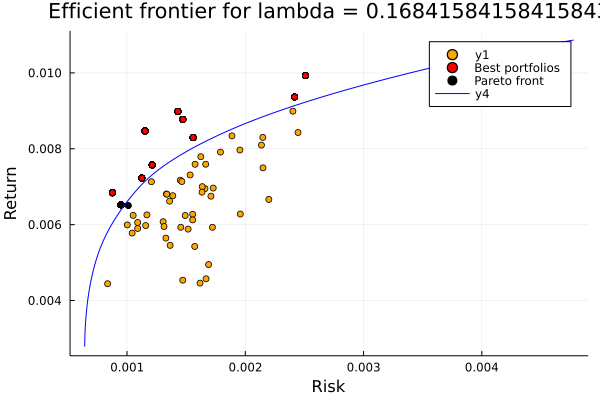 Efficient frontier for lambda = 0.1684158415841584
y1
Best portfolios
Pareto front
y4
0.010
0.008
0.006
0.004
Return
0.001
0.002
0.003
0.004
Risk